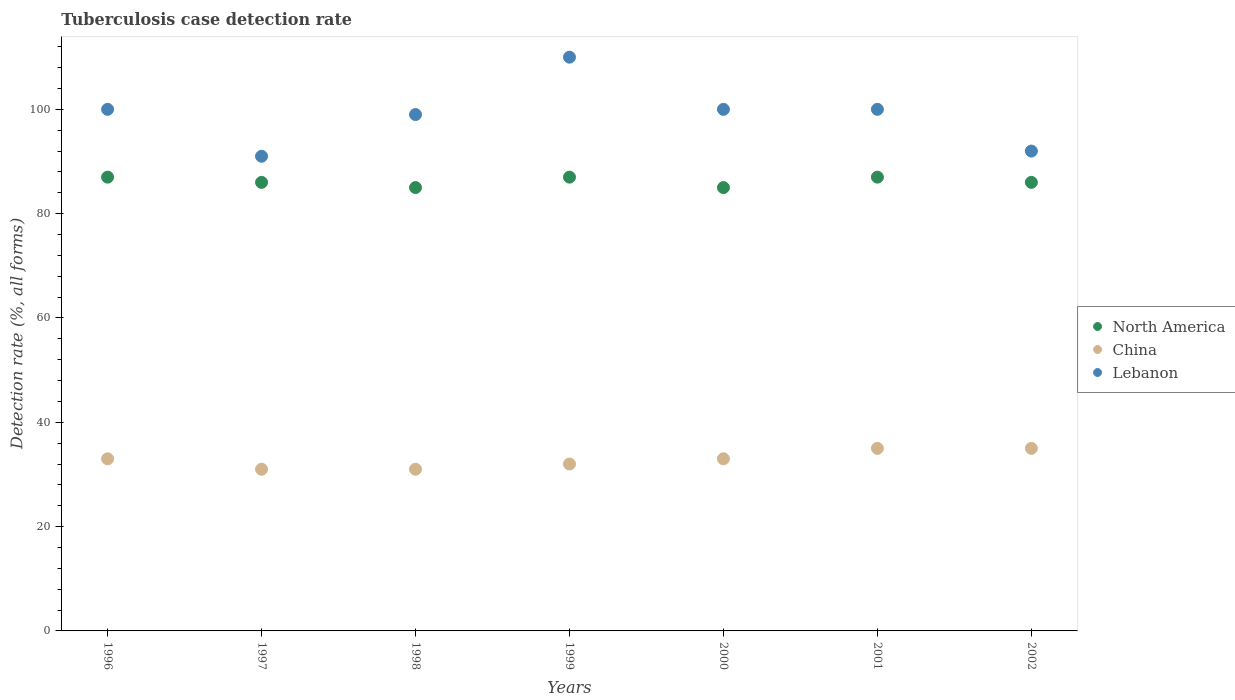 Tuberculosis case detection rate
Detection rate (%, all forms)
100
80
60
40
20
0
North America
China
Lebanon
1996
1997
1998
1999
2000
2001
2002
Years